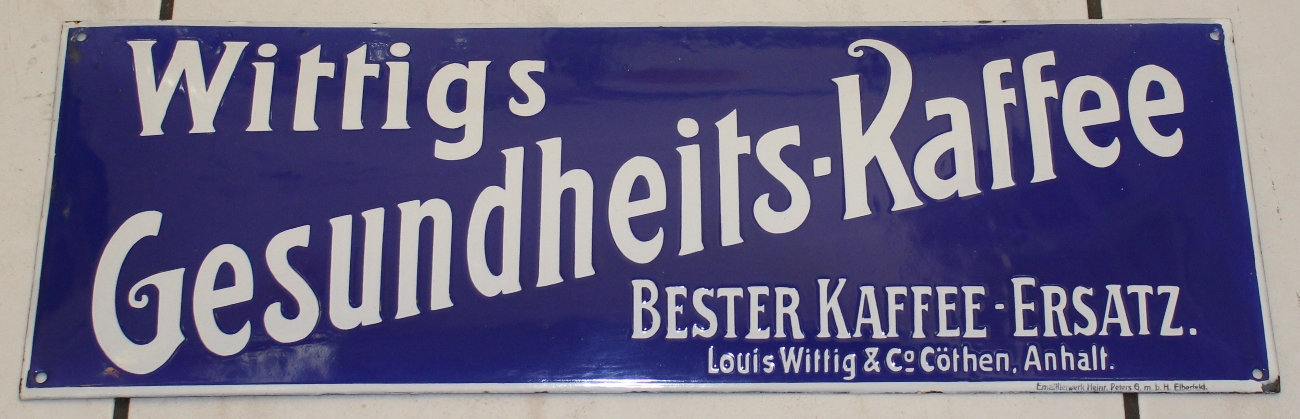 Wittigs
Gesundheits-Kaffee
BESTER KAFFEE-ERSATZ.
Louis Wittig & Co Cöthen, Anhalt.
Emaillierwerk Heinr. Peters G. m. b. H. Elberfeld.